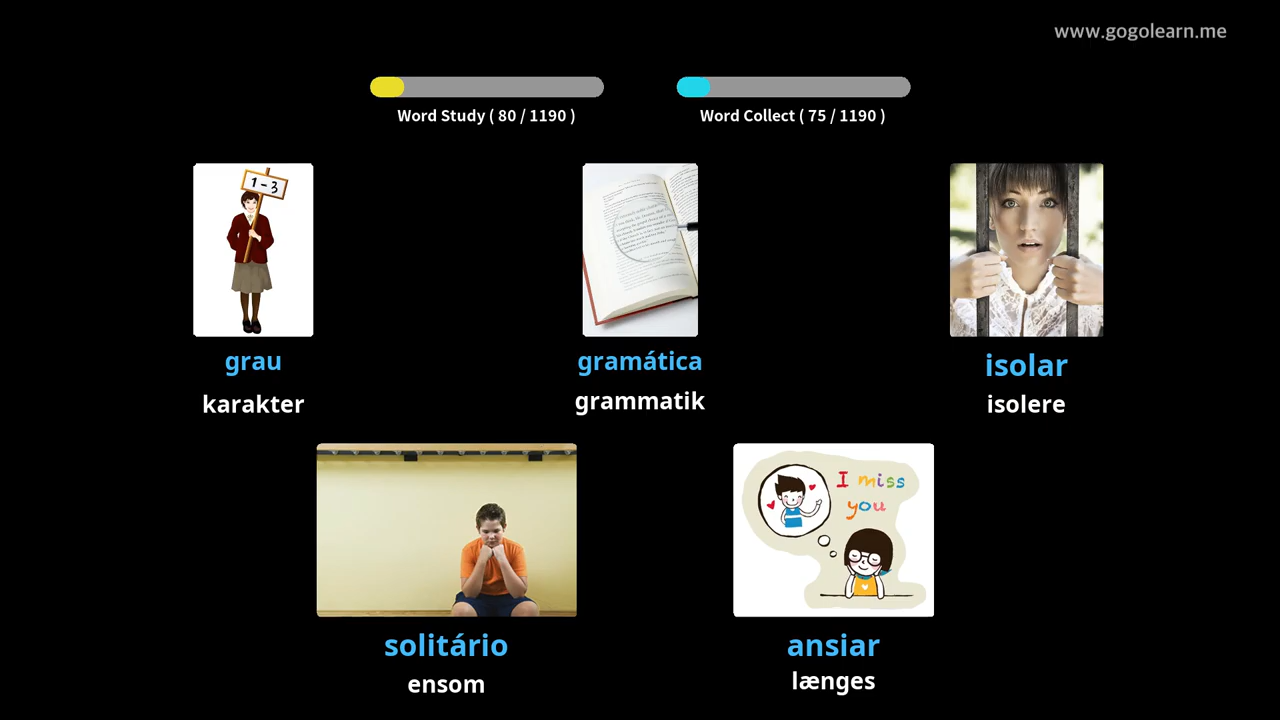 www.gogolearn.me
Word Study ( 80 / 1190 )
Word Collect ( 75 / 1190 )
1 - 3
grau
karakter
gramática
grammatik
isolar
isolere
I miss
you
solitário
ensom
ansiar
længes